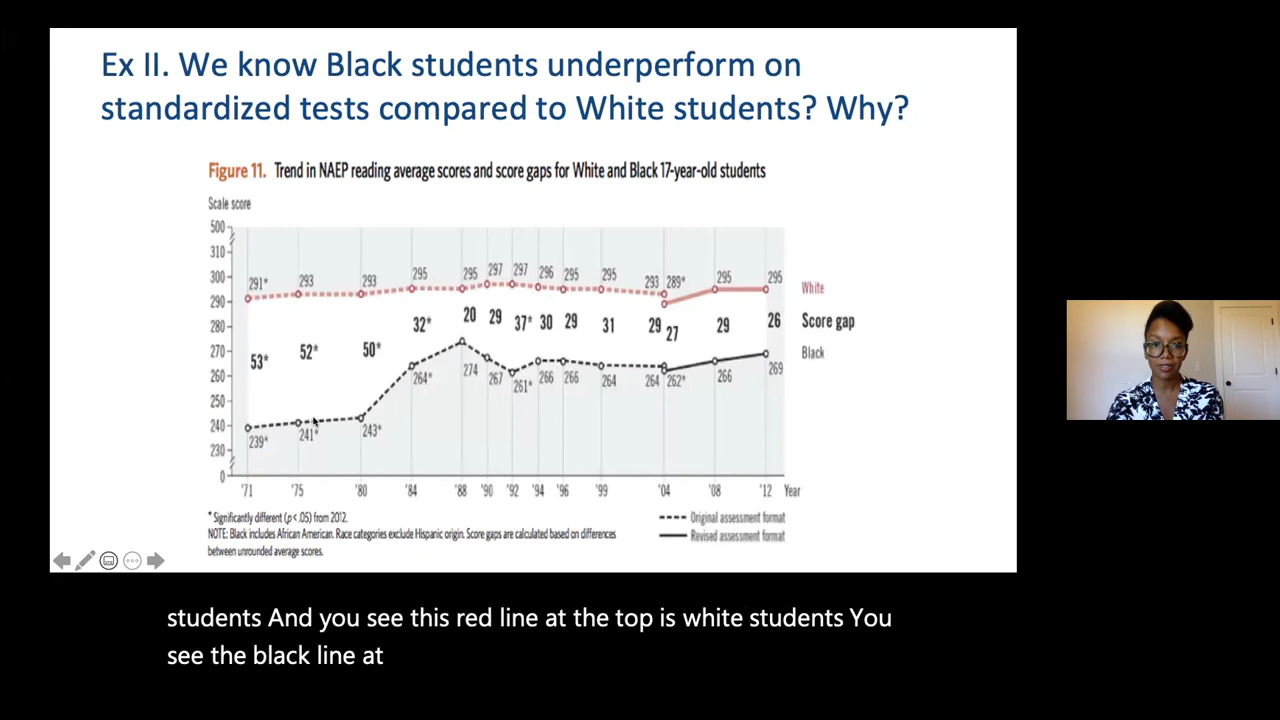 Ex II. We know Black students underperform on
standardized tests compared to White students? Why?
Figure 11. Trend in NAEP reading average scores and score gaps for White and Black 17-year-old students
Scale score
500
310
300
290
280
270
260
250
240
230
0
291* 293 293 295 295 297 297 296 295 295 293 289* 295 295
White
53* 52* 50* 32* 20 29 37* 30 29 31 29 27 29 26 Score gap
Black
239* 241* 243* 264* 274 267 261* 266 266 264 264 262* 266 269
'71 '75 '80 '84 '88 '90 '92 '94 '96 '99 '04 '08 '12 Year
* Significantly different (p < .05) from 2012.
NOTE: Black includes African American. Race categories exclude Hispanic origin. Score gaps are calculated based on differences
between unrounded average scores.
Original assessment format
Revised assessment format
students And you see this red line at the top is white students You
see the black line at